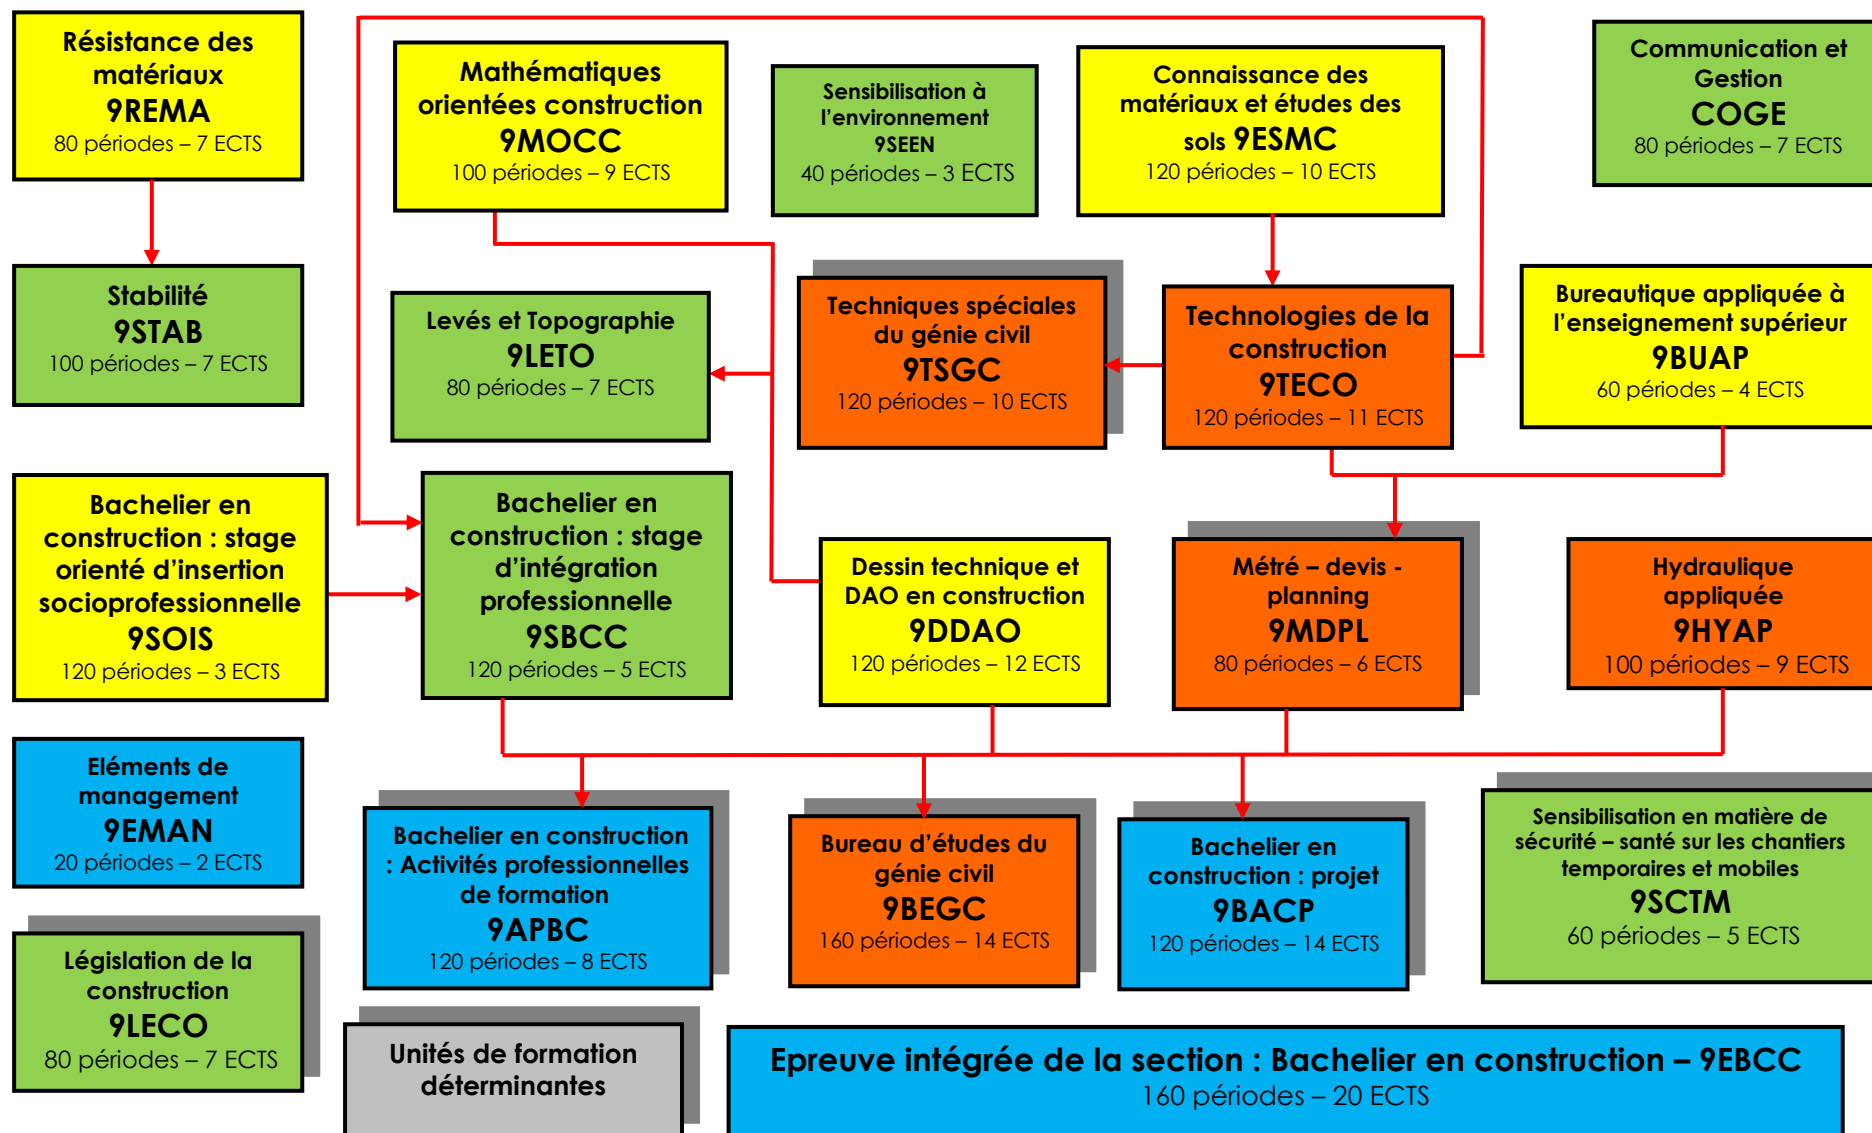 Résistance des
matériaux
9REMA
80 périodes – 7 ECTS
Mathématiques
orientées construction
9MOCC
100 périodes – 9 ECTS
Sensibilisation à
l’environnement
9SEEN
40 périodes – 3 ECTS
Connaissance des
matériaux et études des
sols 9ESMC
120 périodes – 10 ECTS
Communication et
Gestion
COGE
80 périodes – 7 ECTS
Stabilité
9STAB
100 périodes – 7 ECTS
Levés et Topographie
9LETO
80 périodes – 7 ECTS
Techniques spéciales
du génie civil
9TSGC
120 périodes – 10 ECTS
Technologies de la
construction
9TECO
120 périodes – 11 ECTS
Bureautique appliquée à
l’enseignement supérieur
9BUAP
60 périodes – 4 ECTS
Bachelier en
construction : stage
orienté d’insertion
socioprofessionnelle
9SOIS
120 périodes – 3 ECTS
Bachelier en
construction : stage
d’intégration
professionnelle
9SBCC
120 périodes – 5 ECTS
Dessin technique et
DAO en construction
9DDAO
120 périodes – 12 ECTS
Métré – devis -
planning
9MDPL
80 périodes – 6 ECTS
Hydraulique
appliquée
9HYAP
100 périodes – 9 ECTS
Eléments de
management
9EMAN
20 périodes – 2 ECTS
Bachelier en construction
: Activités professionnelles
de formation
9APBC
120 périodes – 8 ECTS
Bureau d’études du
génie civil
9BEGC
160 périodes – 14 ECTS
Bachelier en
construction : projet
9BACP
120 périodes – 14 ECTS
Sensibilisation en matière de
sécurité – santé sur les chantiers
temporaires et mobiles
9SCTM
60 périodes – 5 ECTS
Législation de la
construction
9LECO
80 périodes – 7 ECTS
Unités de formation
déterminantes
Epreuve intégrée de la section : Bachelier en construction – 9EBCC
160 périodes – 20 ECTS